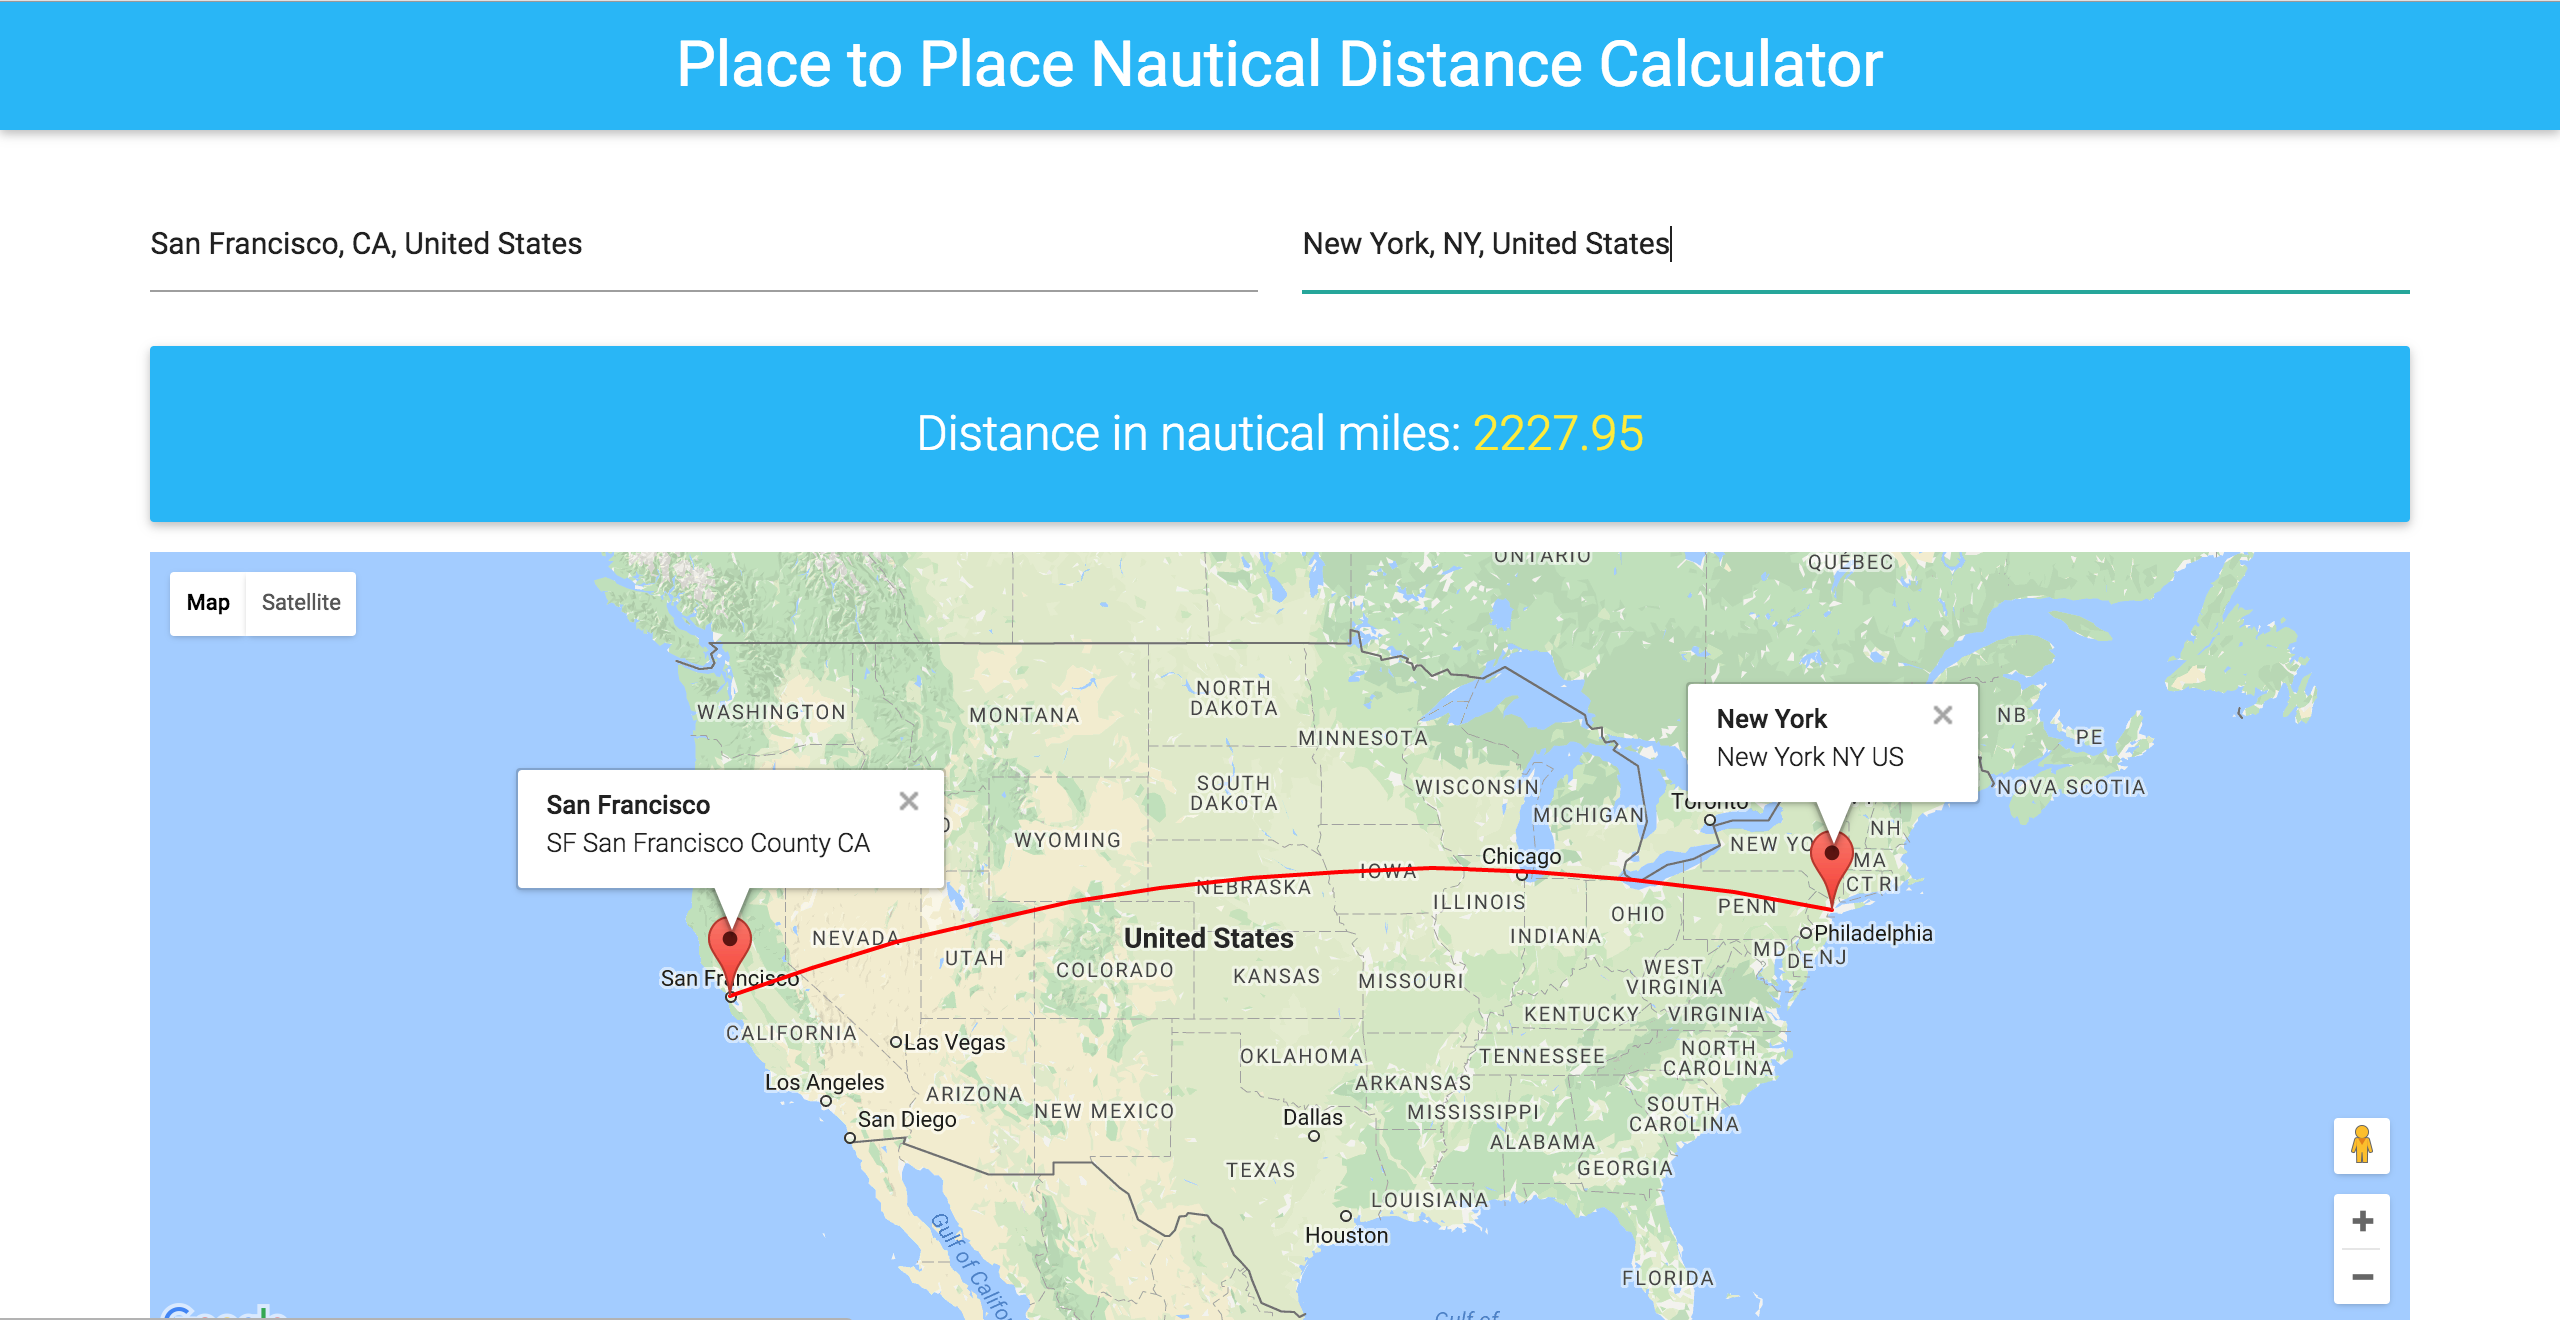 Place to Place Nautical Distance Calculator
San Francisco, CA, United States
New York, NY, United States
Distance in nautical miles: 2227.95
Map
Satellite
ONTARIO
QUÉBEC
WASHINGTON
MONTANA
NORTH
DAKOTA
MINNESOTA
New York
New York NY US
NB
PE
NOVA SCOTIA
SOUTH
DAKOTA
WISCONSIN
MICHIGAN
Toronto
San Francisco
SF San Francisco County CA
WYOMING
NEW YO
NH
MA
CT RI
Chicago
IOWA
NEBRASKA
ILLINOIS
OHIO
PENN
Philadelphia
NEVADA
UTAH
United States
COLORADO
KANSAS
MISSOURI
INDIANA
WEST
VIRGINIA
MD
DE
NJ
San Francisco
CALIFORNIA
KENTUCKY
VIRGINIA
Las Vegas
OKLAHOMA
TENNESSEE
NORTH
CAROLINA
Los Angeles
ARIZONA
NEW MEXICO
ARKANSAS
San Diego
Dallas
MISSISSIPPI
SOUTH
CAROLINA
ALABAMA
TEXAS
GEORGIA
LOUISIANA
Houston
FLORIDA
Gulf of Califo
Gulf of
Google